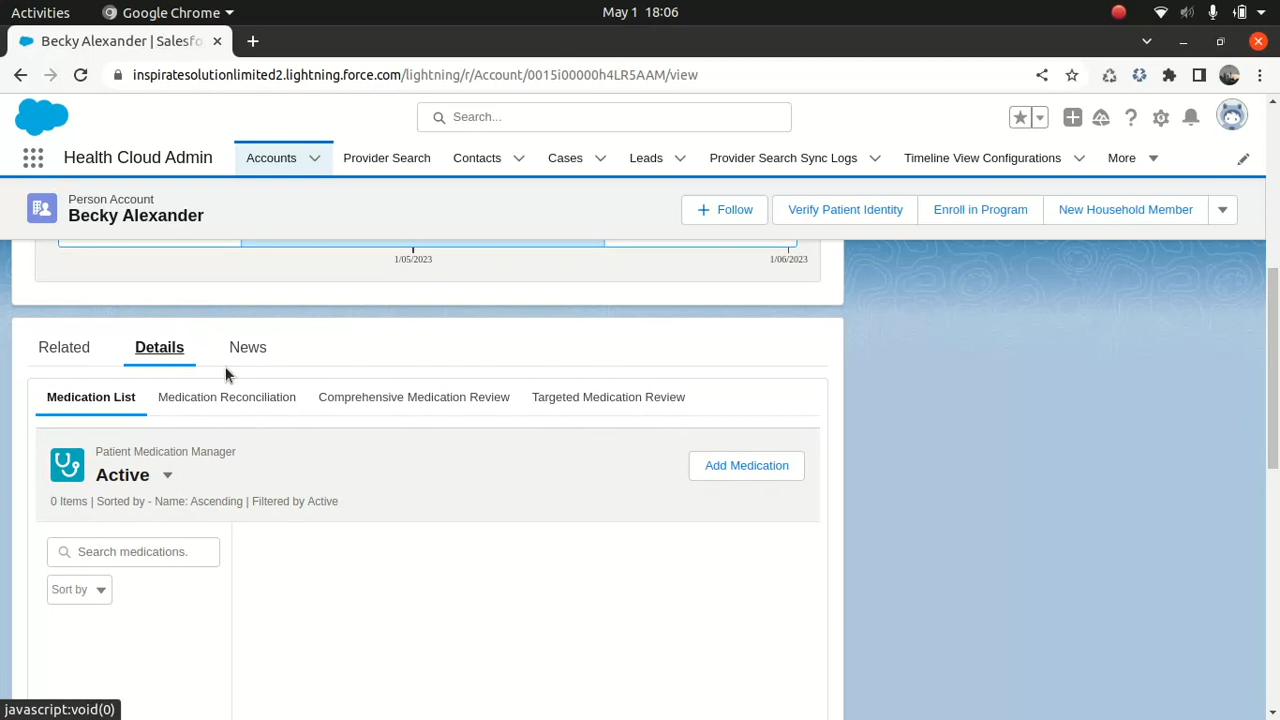 Activities Google Chrome May 1 18:06
Becky Alexander | Salesfo
inspiratesolutionlimited2.lightning.force.com/lightning/r/Account/0015i00000h4LR5AAM/view
Search...
Health Cloud Admin Accounts Provider Search Contacts Cases Leads Provider Search Sync Logs Timeline View Configurations More
Person Account
Becky Alexander
Follow Verify Patient Identity Enroll in Program New Household Member
1/05/2023 1/06/2023
Related Details News
Medication List Medication Reconciliation Comprehensive Medication Review Targeted Medication Review
Patient Medication Manager
Active
Add Medication
0 Items | Sorted by - Name: Ascending | Filtered by Active
Search medications.
Sort by
javascript:void(0)